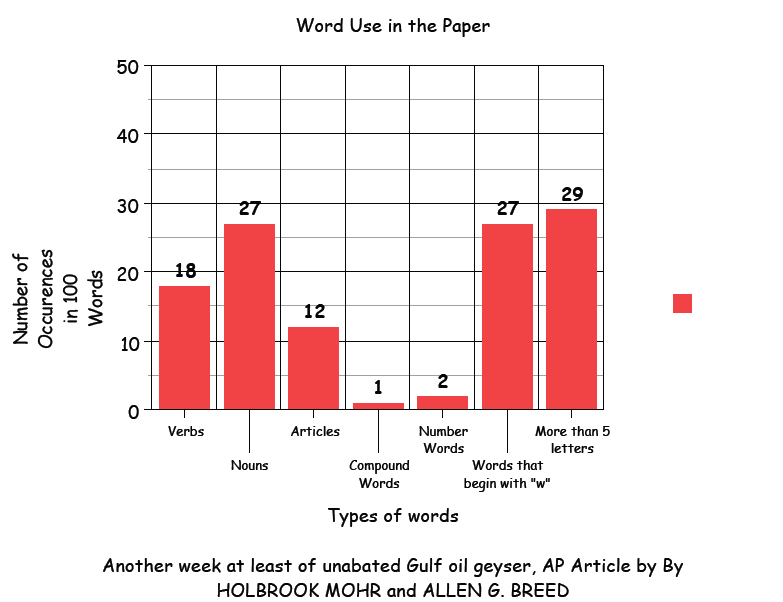 Word Use in the Paper
50
40
30
20
10
0
Number of
Occurences
in 100
Words
18
27
12
1
2
27
29
Verbs
Nouns
Articles
Compound
Words
Number
Words
Words that
begin with "w"
More than 5
letters
Types of words
Another week at least of unabated Gulf oil geyser, AP Article by By
HOLBROOK MOHR and ALLEN G. BREED